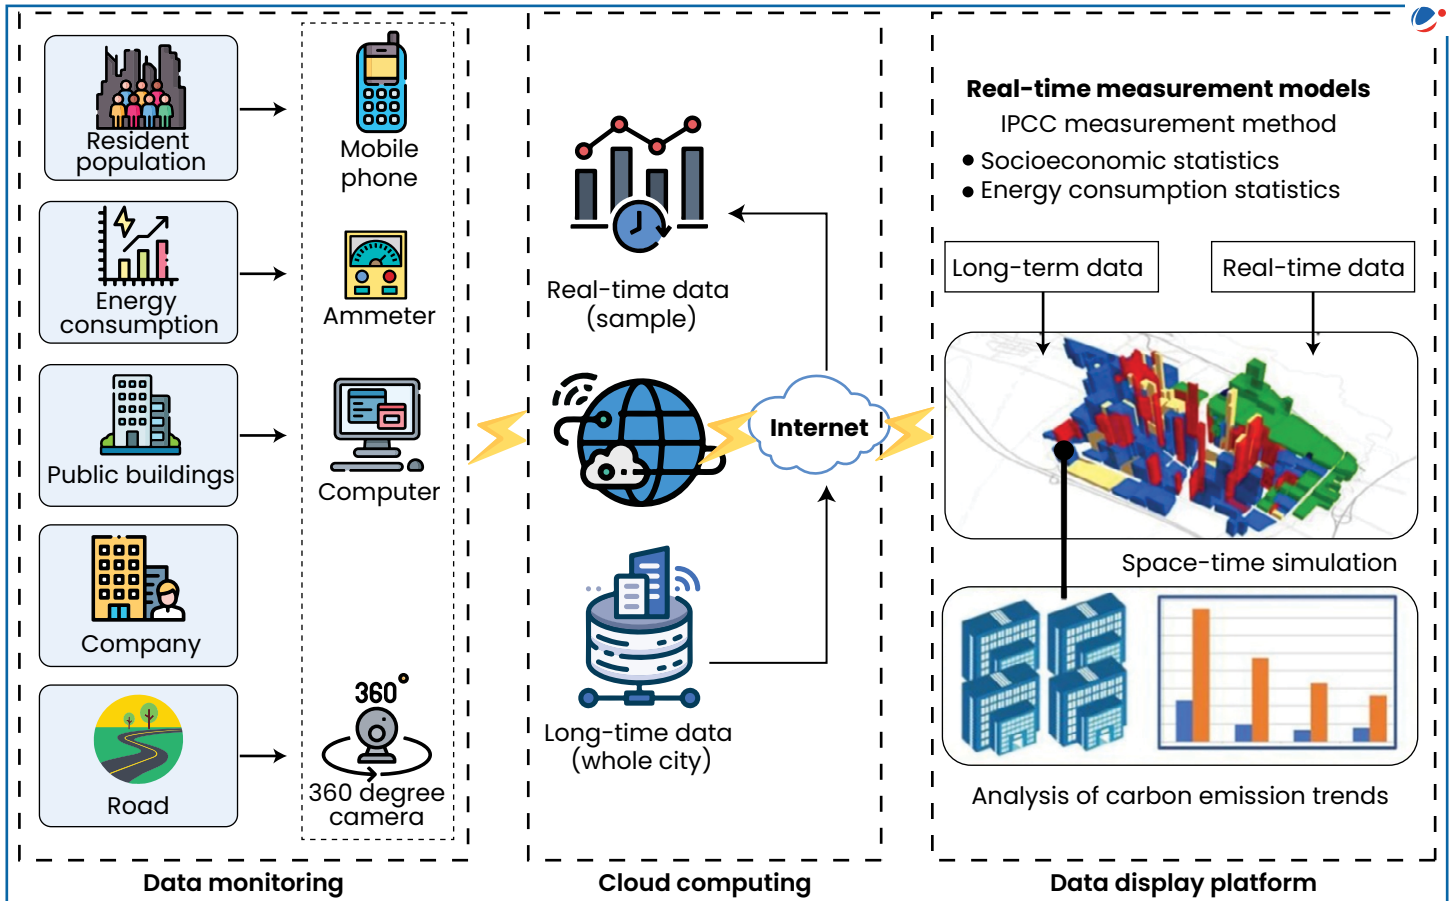 Resident
population
Mobile
phone
Energy
consumption
Ammeter
Public buildings
Computer
Company
360°
Road
360 degree
camera
Data monitoring
Real-time data
(sample)
Internet
Long-time data
(whole city)
Cloud computing
Real-time measurement models
IPCC measurement method
• Socioeconomic statistics
• Energy consumption statistics
Long-term data
Real-time data
Space-time simulation
Analysis of carbon emission trends
Data display platform